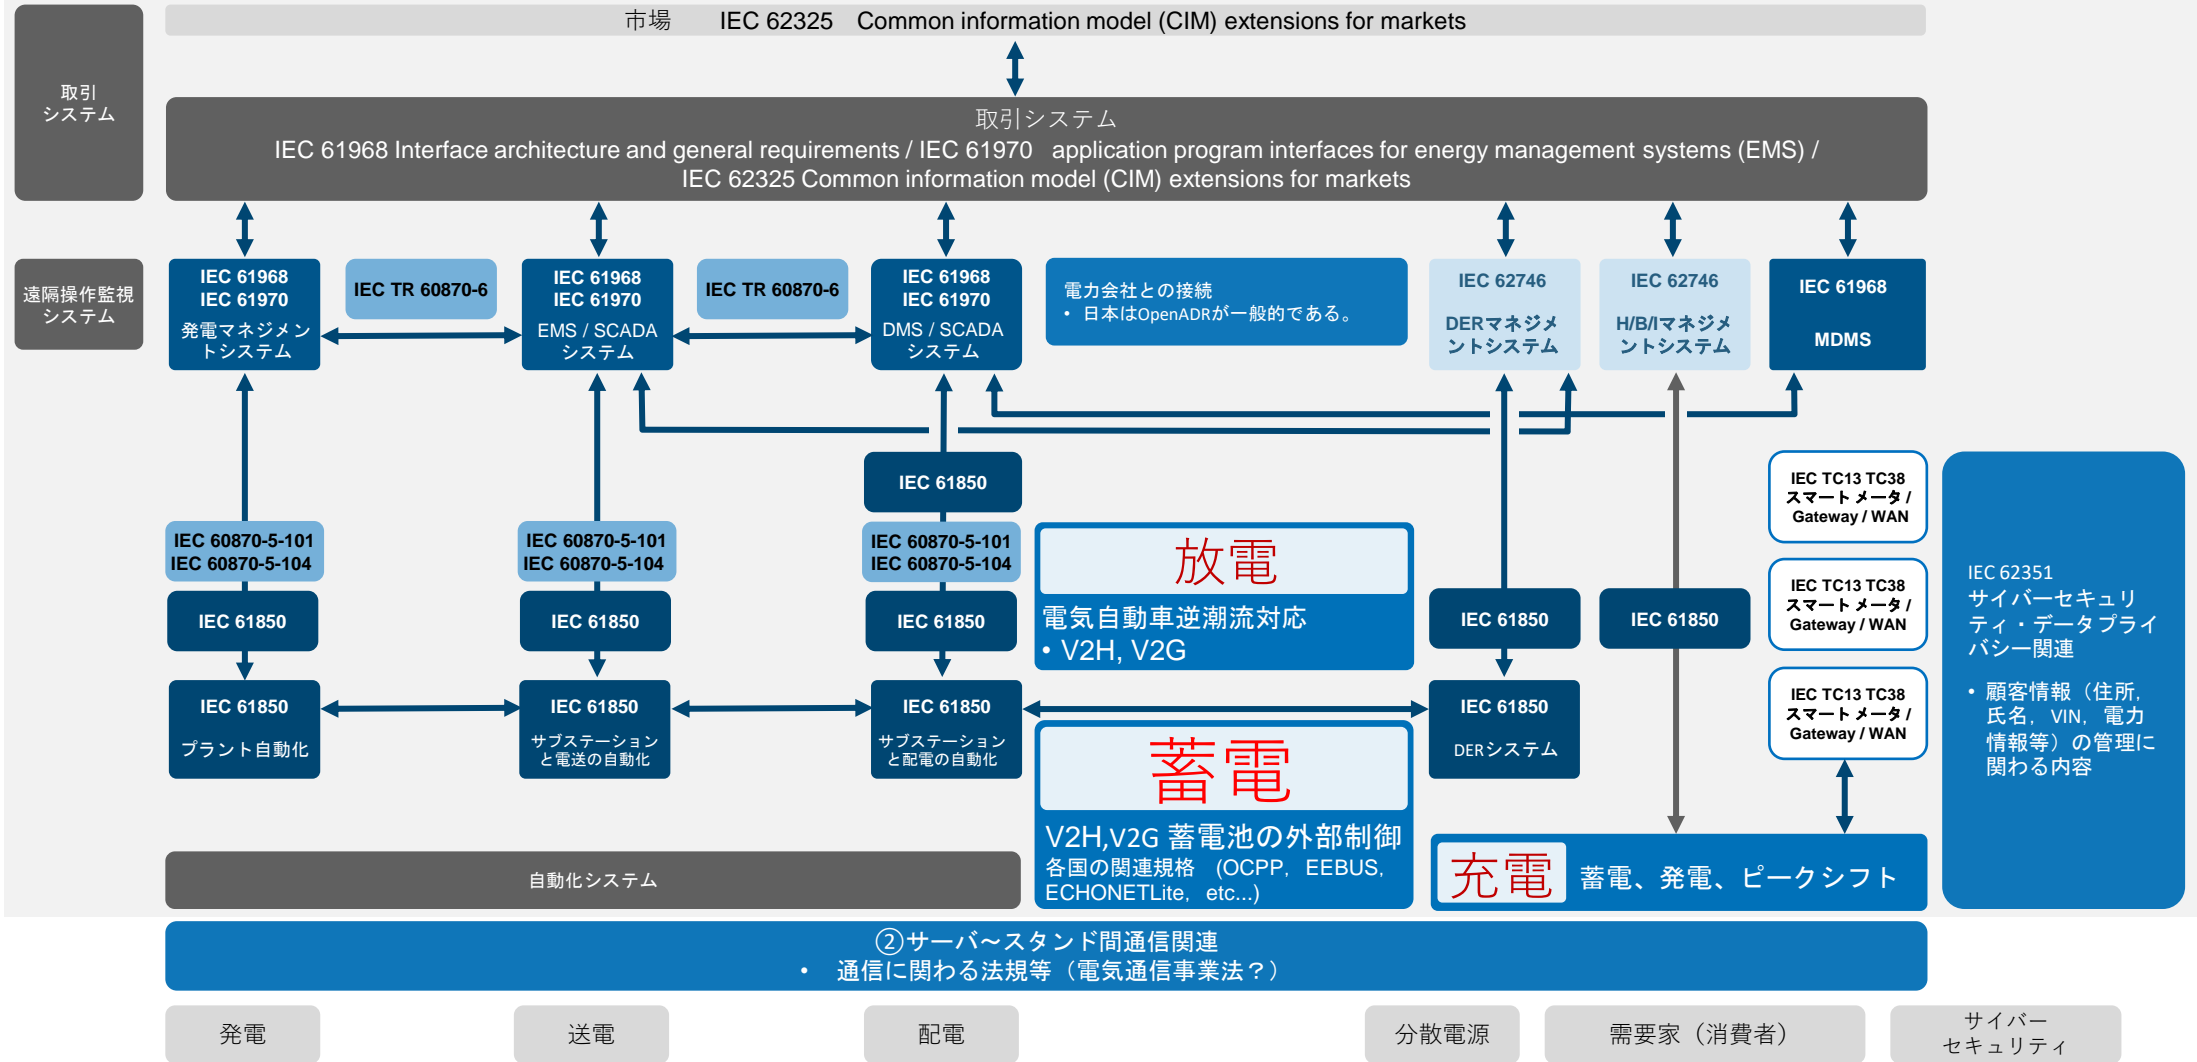 市場 IEC 62325 Common information model (CIM) extensions for markets
取引
システム
取引システム
IEC 61968 Interface architecture and general requirements / IEC 61970 application program interfaces for energy management systems (EMS) /
IEC 62325 Common information model (CIM) extensions for markets
遠隔操作監視
システム
IEC 61968
IEC 61970
発電マネジメン
トシステム
IEC TR 60870-6
IEC 61968
IEC 61970
EMS / SCADA
システム
IEC TR 60870-6
IEC 61968
IEC 61970
DMS / SCADA
システム
電力会社との接続
• 日本はOpenADRが一般的である。
IEC 62746
DERマネジメ
ントシステム
IEC 62746
H/B/Iマネジメ
ントシステム
IEC 61968
MDMS
IEC 61850
IEC 60870-5-101
IEC 60870-5-104
IEC 60870-5-101
IEC 60870-5-104
IEC 60870-5-101
IEC 60870-5-104
IEC 61850
IEC 61850
IEC 61850
放電
電気自動車逆潮流対応
• V2H, V2G
IEC 61850
IEC 61850
IEC TC13 TC38
スマートメータ /
Gateway / WAN
IEC TC13 TC38
スマートメータ /
Gateway / WAN
IEC TC13 TC38
スマートメータ /
Gateway / WAN
IEC 62351
サイバーセキュリ
ティ・データプライ
バシー関連
• 顧客情報（住所，
氏名，VIN，電力
情報等）の管理に
関わる内容
IEC 61850
プラント自動化
IEC 61850
サブステーション
と電送の自動化
IEC 61850
サブステーション
と配電の自動化
IEC 61850
DERシステム
蓄電
V2H,V2G 蓄電池の外部制御
各国の関連規格 (OCPP，EEBUS，
ECHONETLite，etc...)
自動化システム
充電 蓄電、発電、ピークシフト
②サーバ～スタンド間通信関連
• 通信に関わる法規等（電気通信事業法？）
発電
送電
配電
分散電源
需要家（消費者）
サイバー
セキュリティ